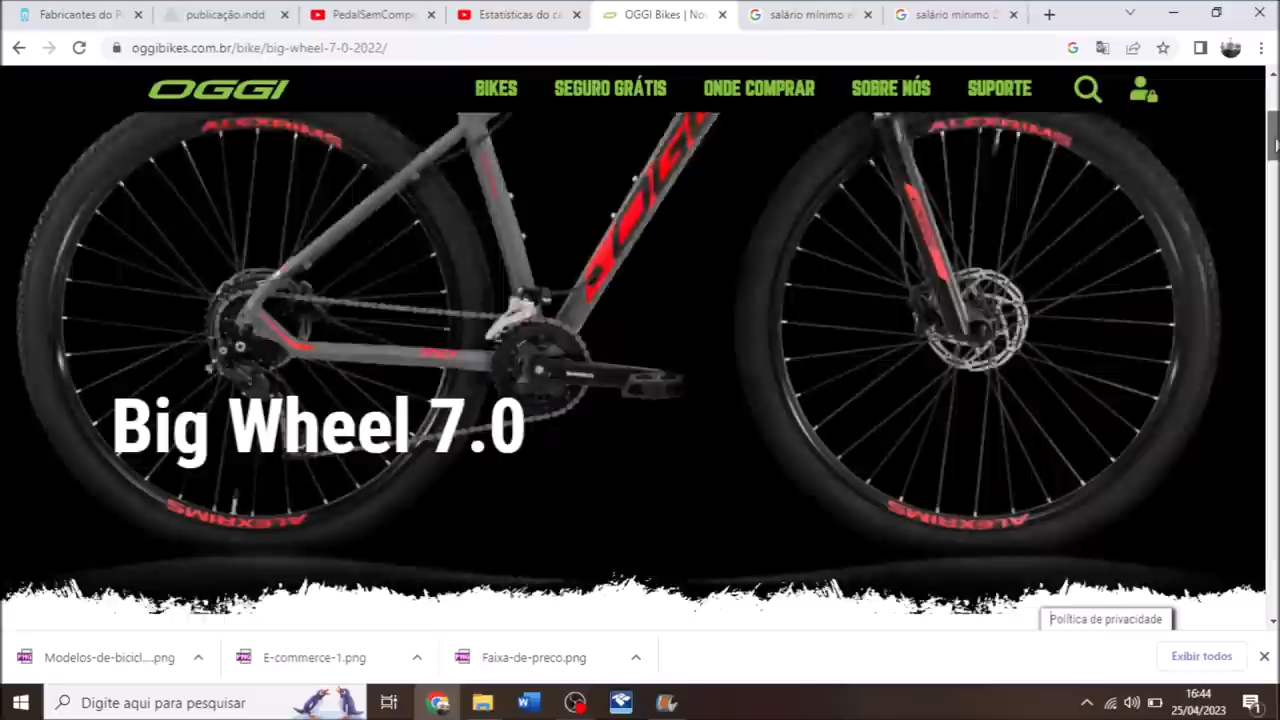 Fabricantes do P
publicação.indd
PedalSemCompe
Estatísticas do ca
OGGI Bikes | No
salário mínimo e
salário mínimo 2
oggibikes.com.br/bike/big-wheel-7-0-2022/
OGGI
BIKES
SEGURO GRÁTIS
ONDE COMPRAR
SOBRE NÓS
SUPORTE
ALEXRIMS
ALEXRIMS
OGGI
Big Wheel 7.0
ALEXRIMS
ALEXRIMS
Política de privacidade
Modelos-de-bicicl....png
E-commerce-1.png
Faixa-de-preco.png
Exibir todos
Digite aqui para pesquisar
16:44
25/04/2023